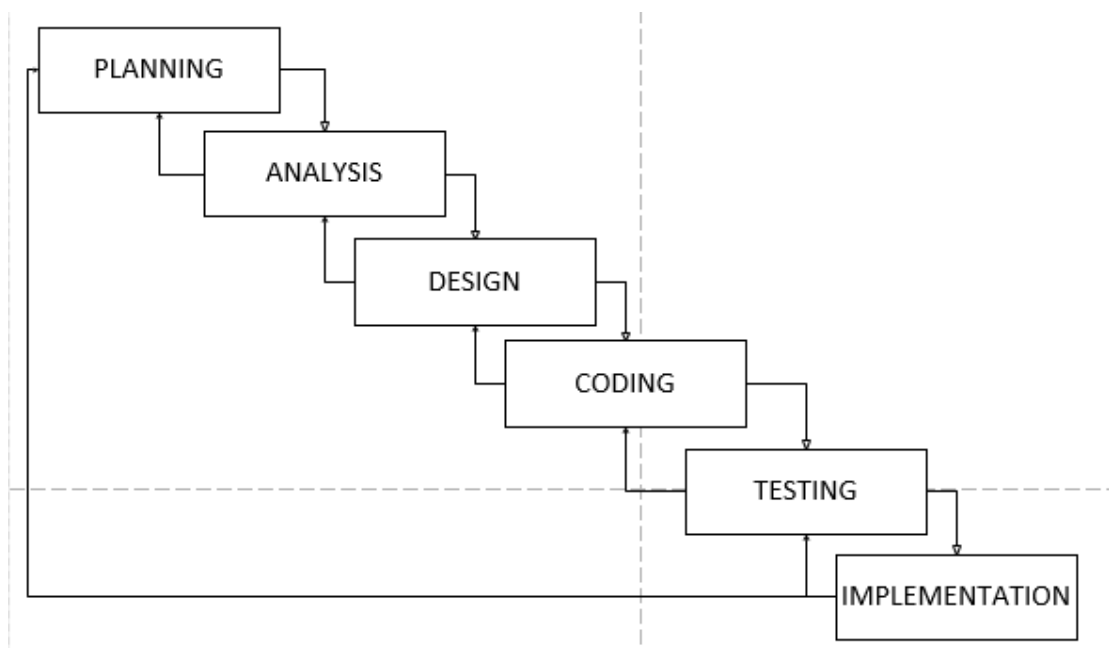 PLANNING
ANALYSIS
DESIGN
CODING
TESTING
IMPLEMENTATION